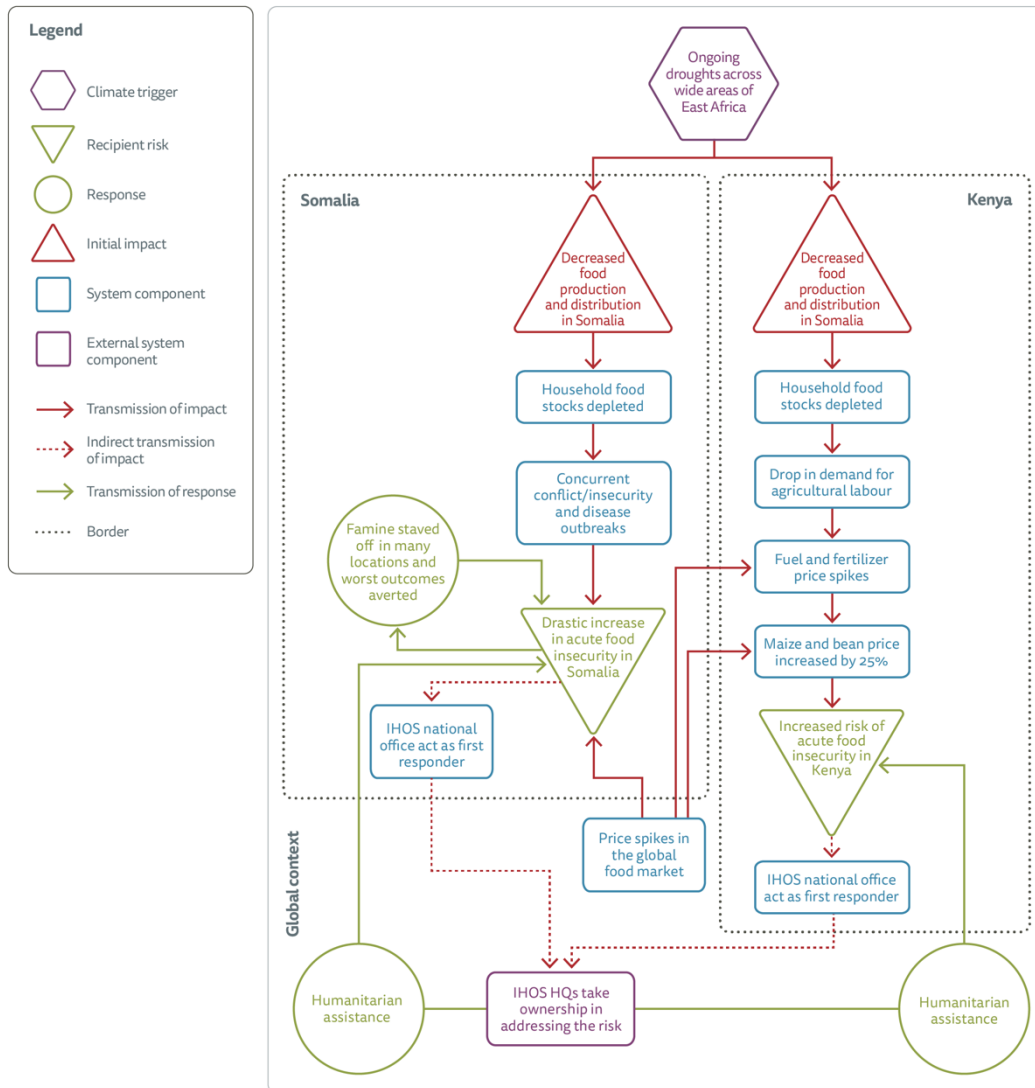 Legend
Climate trigger
Recipient risk
Response
Initial impact
System component
External system
component
Transmission of impact
Indirect transmission
of impact
Transmission of response
Border
Ongoing
droughts across
wide areas of
East Africa
Somalia
Decreased
food
production
and distribution
in Somalia
Household food
stocks depleted
Concurrent
conflict/insecurity
and disease
outbreaks
Famine staved
off in many
locations and
worst outcomes
averted
Drastic increase
in acute food
insecurity in
Somalia
IHOS national
office act as first
responder
Kenya
Decreased
food
production
and distribution
in Somalia
Household food
stocks depleted
Drop in demand for
agricultural labour
Fuel and fertilizer
price spikes
Maize and bean price
increased by 25%
Increased risk of
acute food
insecurity in
Kenya
IHOS national office
act as first responder
Global context
Price spikes in
the global
food market
Humanitarian
assistance
IHOS HQs take
ownership in
addressing the risk
Humanitarian
assistance